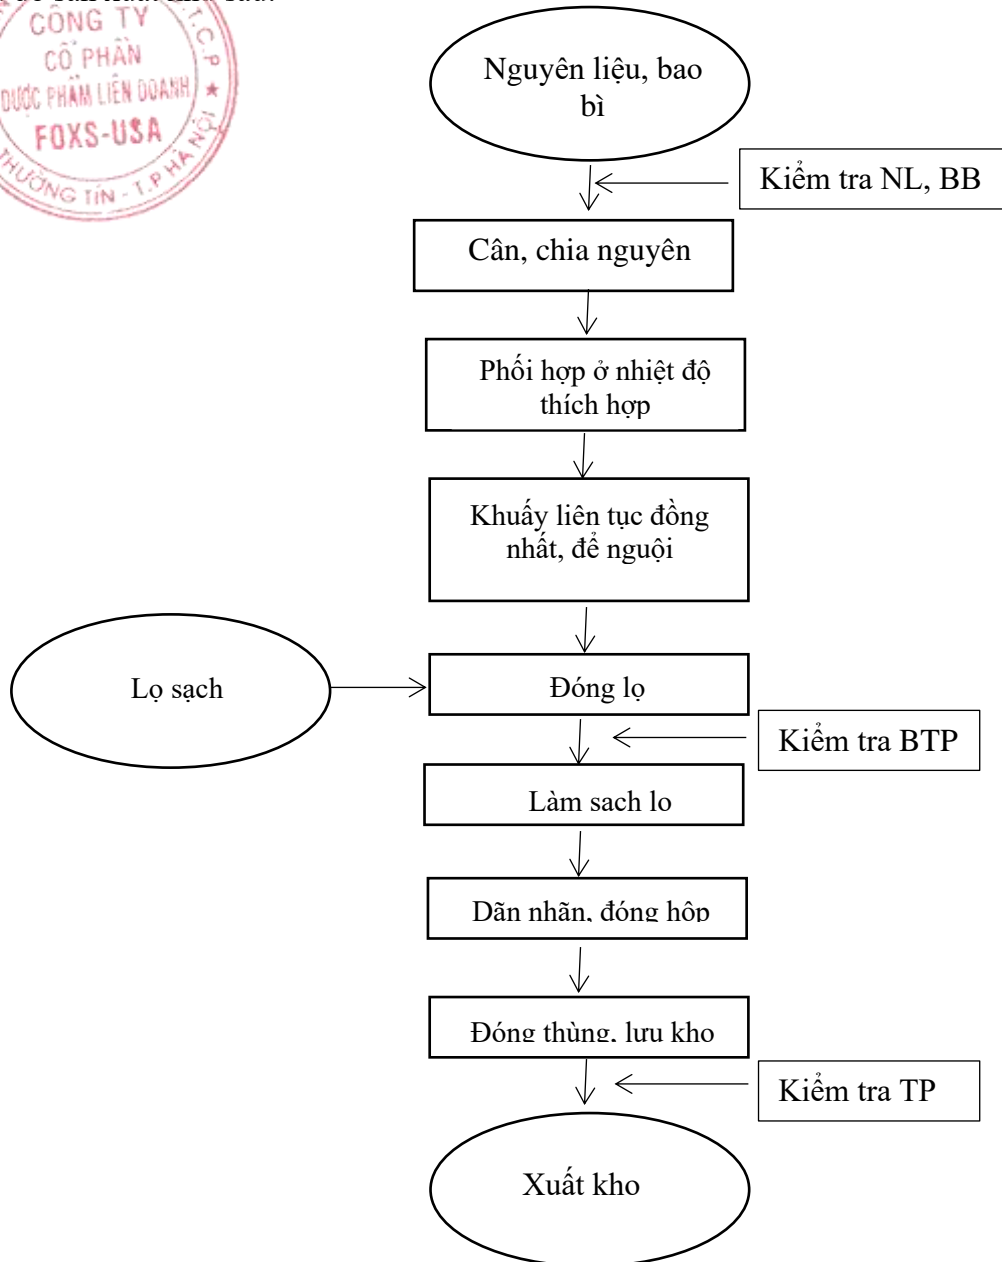 CÔNG TY
CỔ PHẦN
DƯỢC PHẨM LIÊN DOANH
FOXS-USA
THƯỜNG TÍN - T.P HÀ NỘI
T.C.P
Nguyên liệu, bao
bì
Kiểm tra NL, BB
Cân, chia nguyên
Phối hợp ở nhiệt độ
thích hợp
Khuấy liên tục đồng
nhất, để nguội
Lọ sạch
Đóng lọ
Kiểm tra BTP
Làm sạch lọ
Dãn nhãn, đóng hộp
Đóng thùng, lưu kho
Kiểm tra TP
Xuất kho